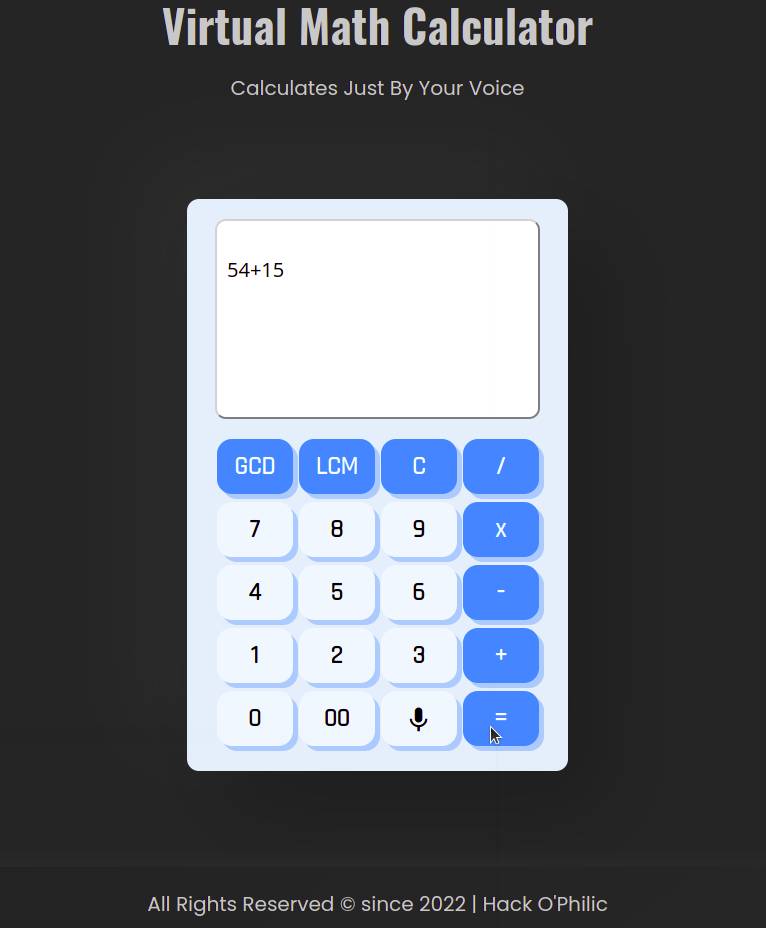 Virtual Math Calculator
Calculates Just By Your Voice
54+15
GCD LCM C /
7 8 9 x
4 5 6 -
1 2 3 +
0 00 =
All Rights Reserved © since 2022 | Hack O'Philic